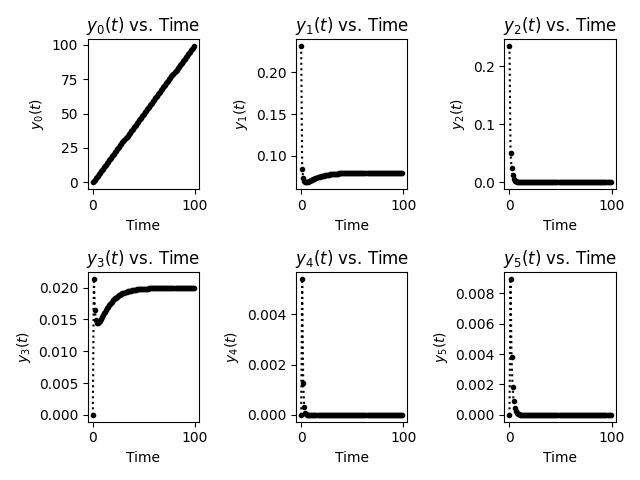 y₀(t) vs. Time
100
75
50
25
0
y₀(t)
0 100
Time
y₁(t) vs. Time
0.20
0.15
0.10
y₁(t)
0 100
Time
y₂(t) vs. Time
0.2
0.1
0.0
y₂(t)
0 100
Time
y₃(t) vs. Time
0.020
0.015
0.010
0.005
0.000
y₃(t)
0 100
Time
y₄(t) vs. Time
0.004
0.002
0.000
y₄(t)
0 100
Time
y₅(t) vs. Time
0.008
0.006
0.004
0.002
0.000
y₅(t)
0 100
Time